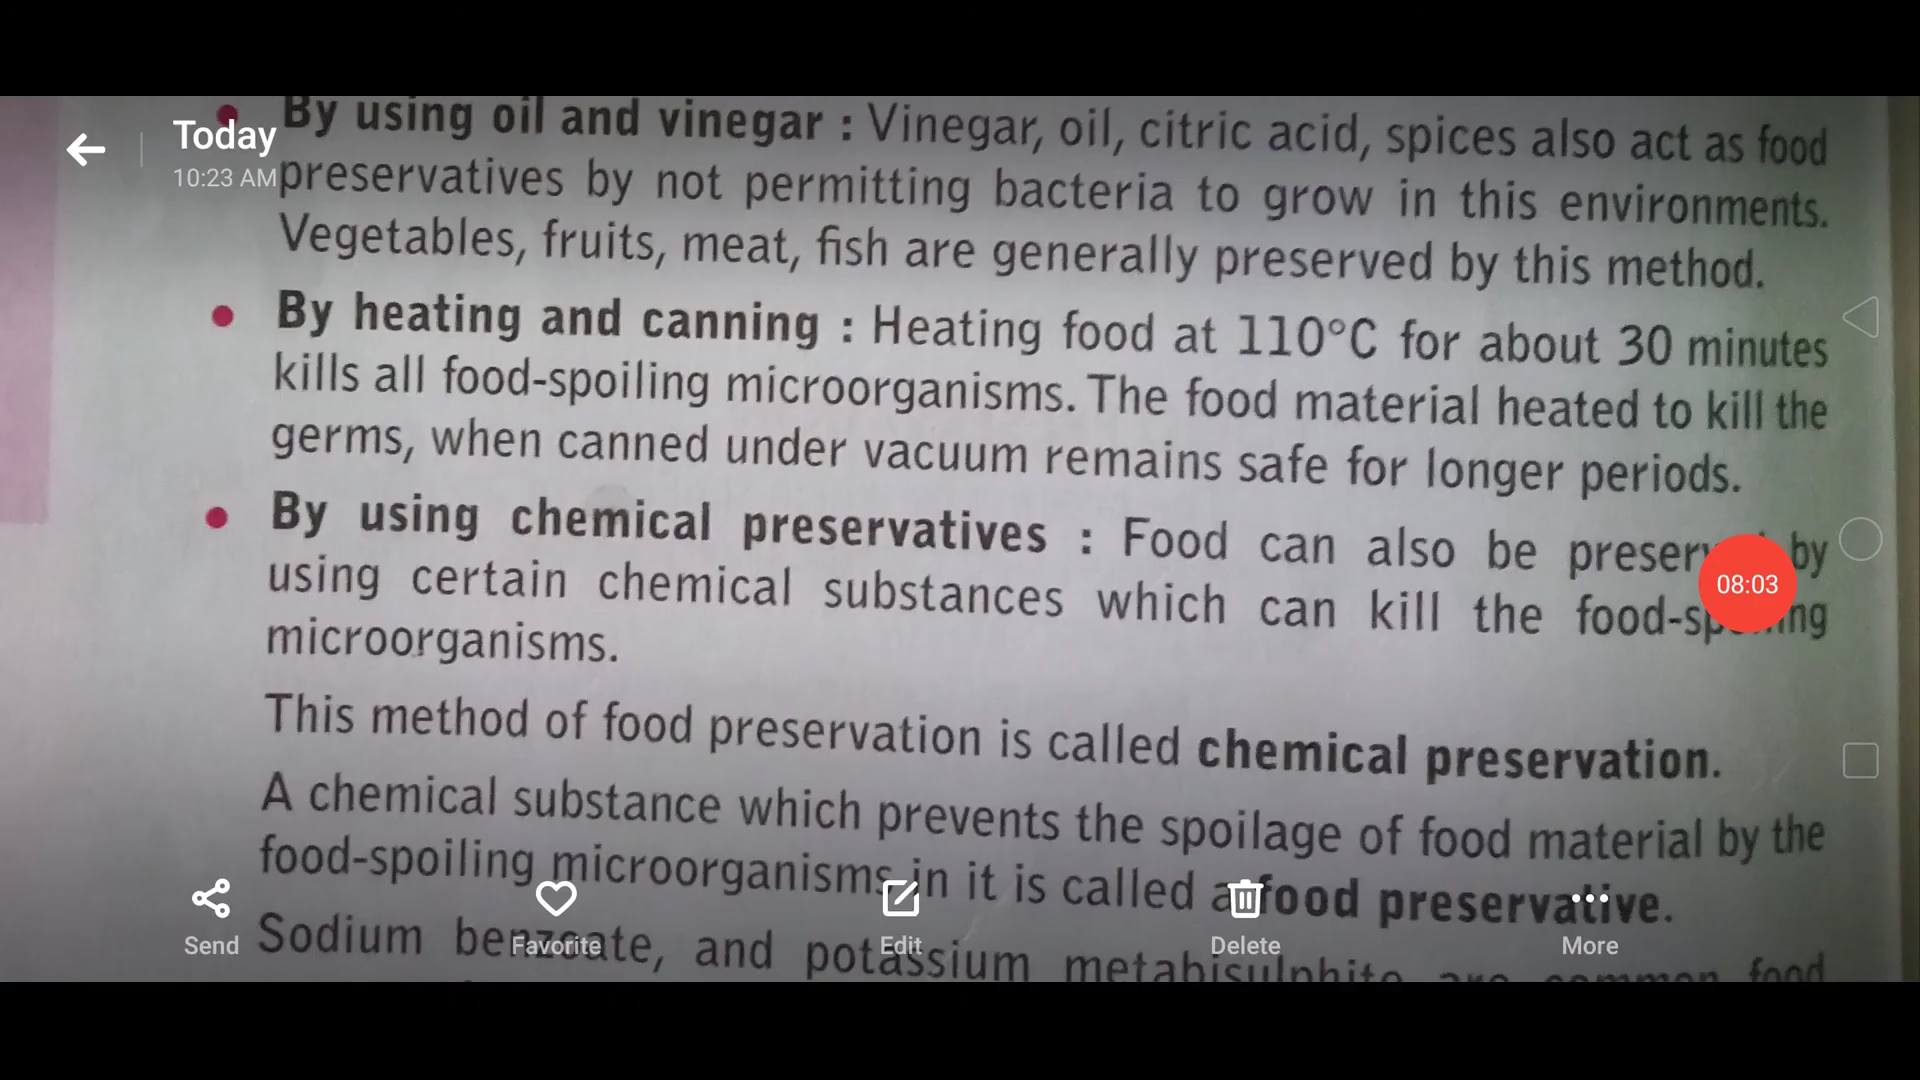 By using oil and vinegar : Vinegar, oil, citric acid, spices also act as food
Today
10:23 AM
preservatives by not permitting bacteria to grow in this environments.
Vegetables, fruits, meat, fish are generally preserved by this method.
By heating and canning : Heating food at 110°C for about 30 minutes
kills all food-spoiling microorganisms. The food material heated to kill the
germs, when canned under vacuum remains safe for longer periods.
By using chemical preservatives : Food can also be by
08:03
using certain chemical substances which can kill the
microorganisms.
This method of food preservation is called chemical preservation.
A chemical substance which prevents the spoilage of food material by the
food-spoiling microorganisms in it is called a food preservative.
Sodium benzoate, and potassium metabisulphite are common food
Send
Favorite
Edit
Delete
More